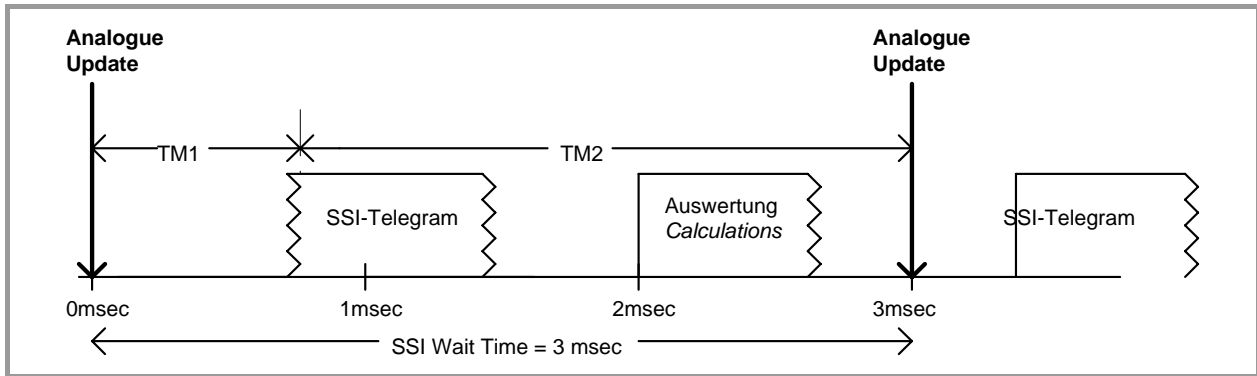 Analogue
Update
Analogue
Update
TM1
TM2
SSI-Telegram
Auswertung
Calculations
SSI-Telegram
0msec
1msec
2msec
3msec
SSI Wait Time = 3 msec